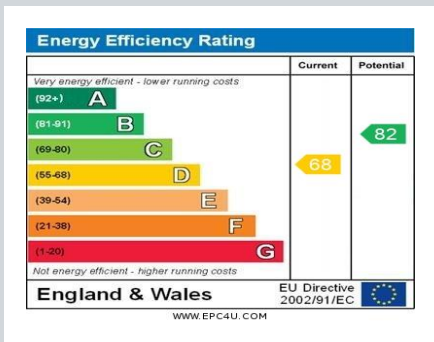 Energy Efficiency Rating
Current Potential
Very energy efficient - lower running costs
(92+) A
(81-91) B
82
(69-80) C
(55-68) D
68
(39-54) E
(21-38) F
(1-20) G
Not energy efficient - higher running costs
England & Wales
EU Directive
2002/91/EC
WWW.EPC4U.COM